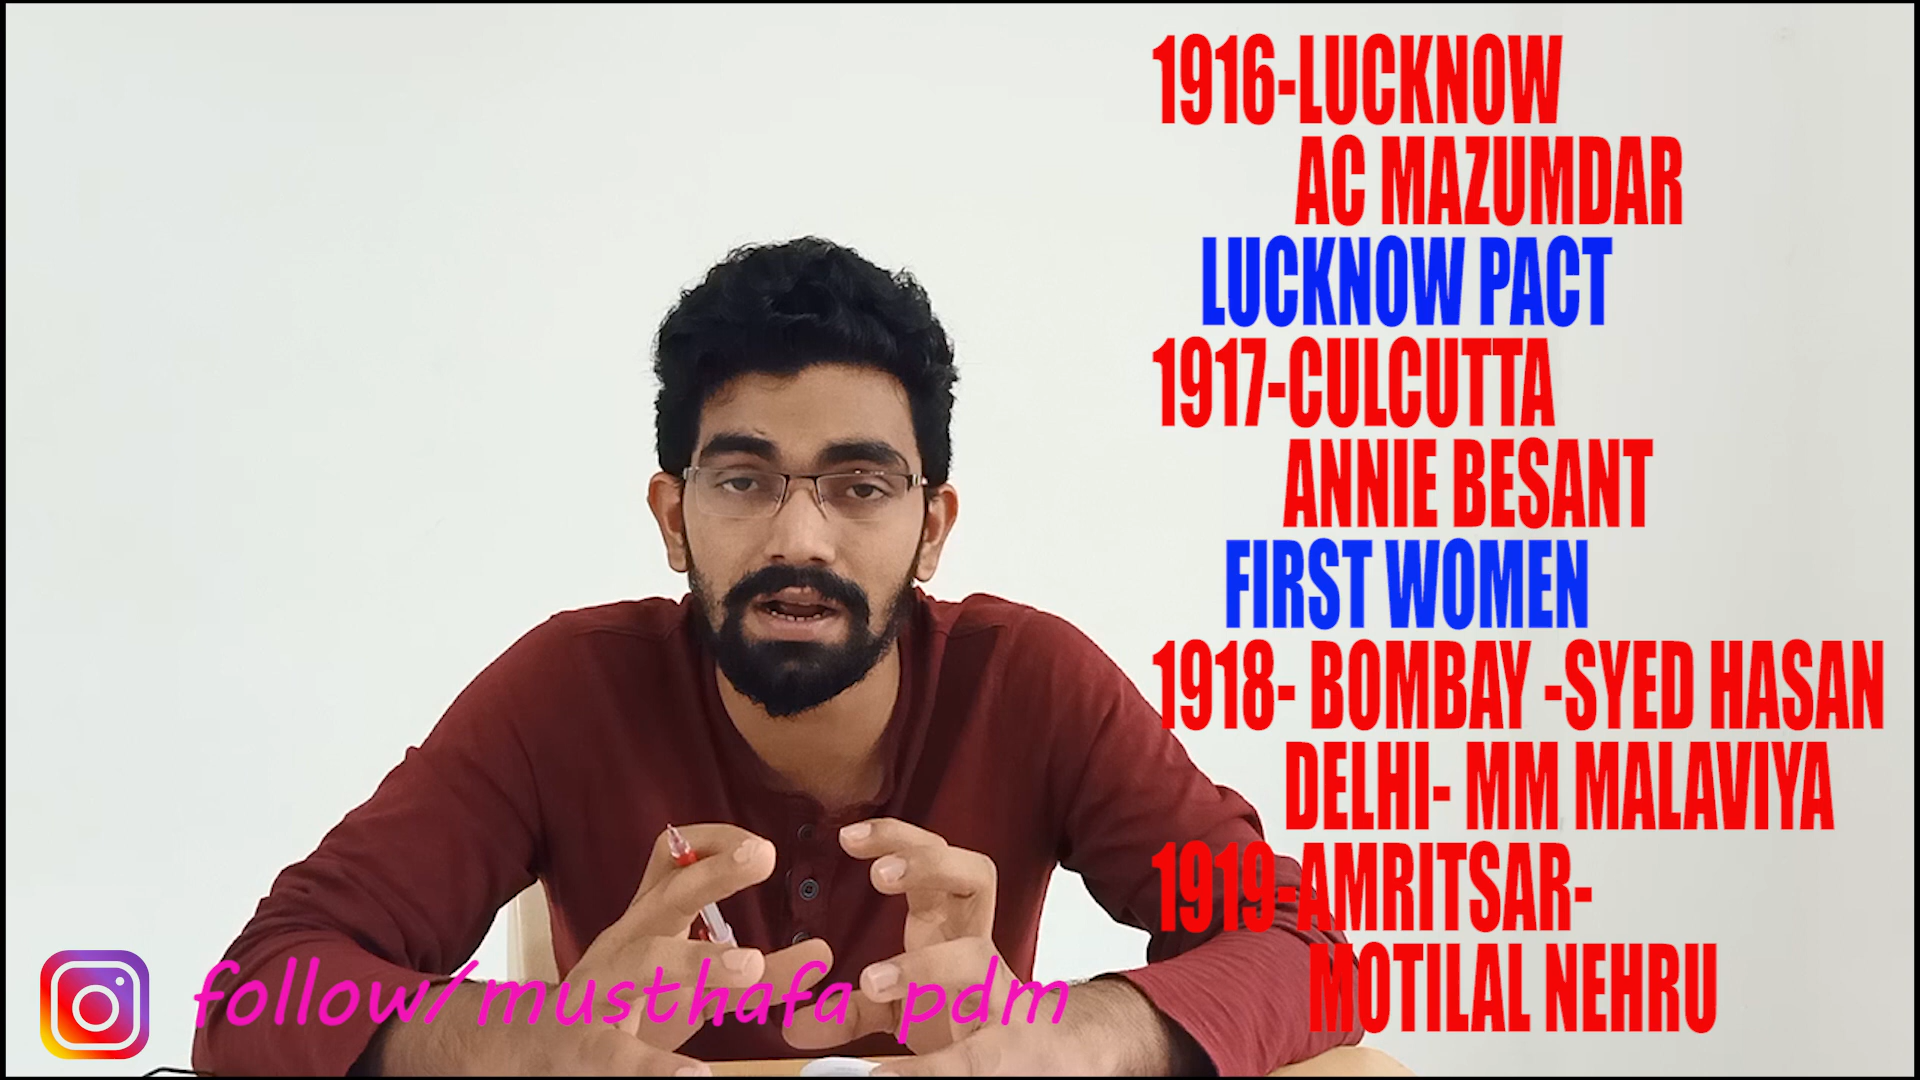 1916-LUCKNOW
AC MAZUMDAR
LUCKNOW PACT
1917-CULCUTTA
ANNIE BESANT
FIRST WOMEN
1918- BOMBAY -SYED HASAN
DELHI- MM MALAVIYA
1919-AMRITSAR-
MOTILAL NEHRU
follow/musthafa pdm